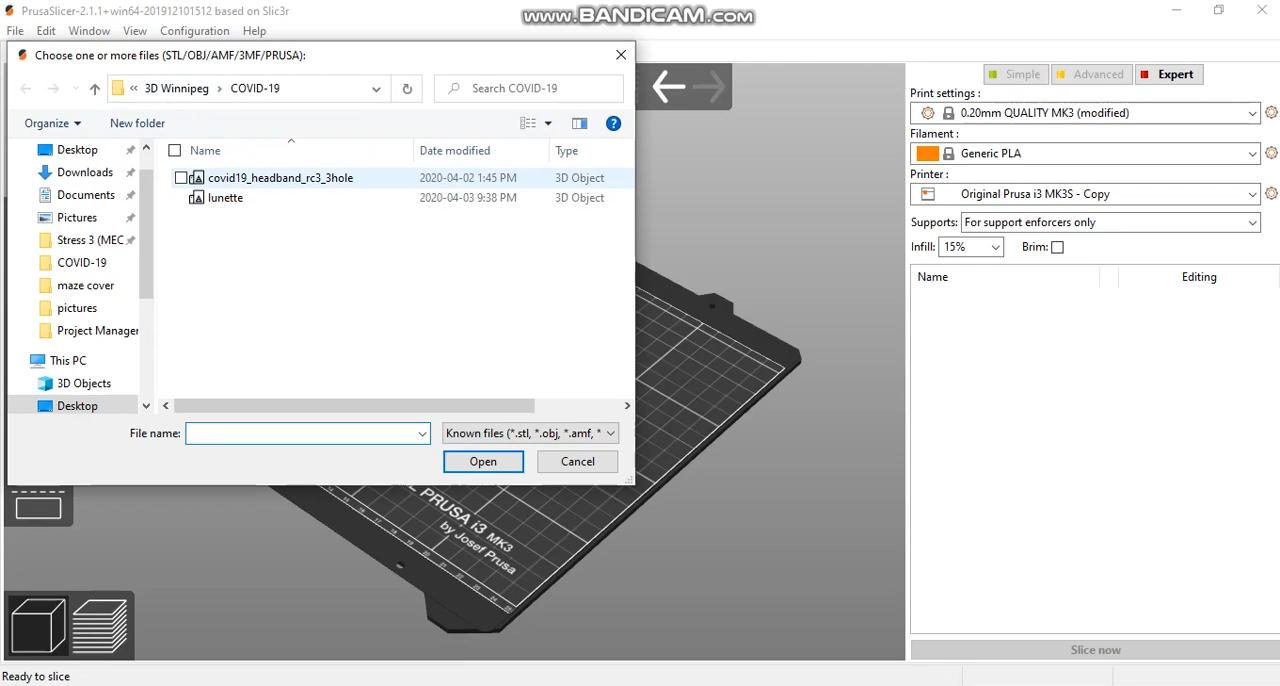 PrusaSlicer-2.1.1+win64-201912101512 based on Slic3r
www.BANDICAM.com
File Edit Window View Configuration Help
Choose one or more files (STL/OBJ/AMF/3MF/PRUSA):
« 3D Winnipeg › COVID-19
Search COVID-19
Organize New folder
Name Date modified Type
covid19_headband_rc3_3hole 2020-04-02 1:45 PM 3D Object
lunette 2020-04-03 9:38 PM 3D Object
Desktop
Downloads
Documents
Pictures
Stress 3 (MEC
COVID-19
maze cover
pictures
Project Manager
This PC
3D Objects
Desktop
File name:
Known files (*.stl, *.obj, *.amf, *
Open Cancel
Simple Advanced Expert
Print settings :
0.20mm QUALITY MK3 (modified)
Filament :
Generic PLA
Printer :
Original Prusa i3 MK3S - Copy
Supports: For support enforcers only
Infill: 15% Brim:
Name Editing
PRUSA i3 MK3
by Josef Prusa
Slice now
Ready to slice